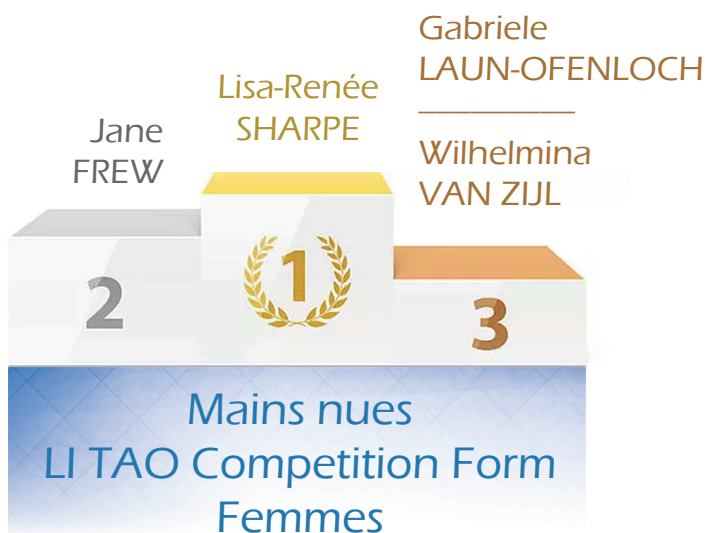 Gabriele
LAUN-OFENLOCH
Wilhelmina
VAN ZIJL
Lisa-Renée
SHARPE
Jane
FREW
1
2
3
Mains nues
LI TAO Competition Form
Femmes